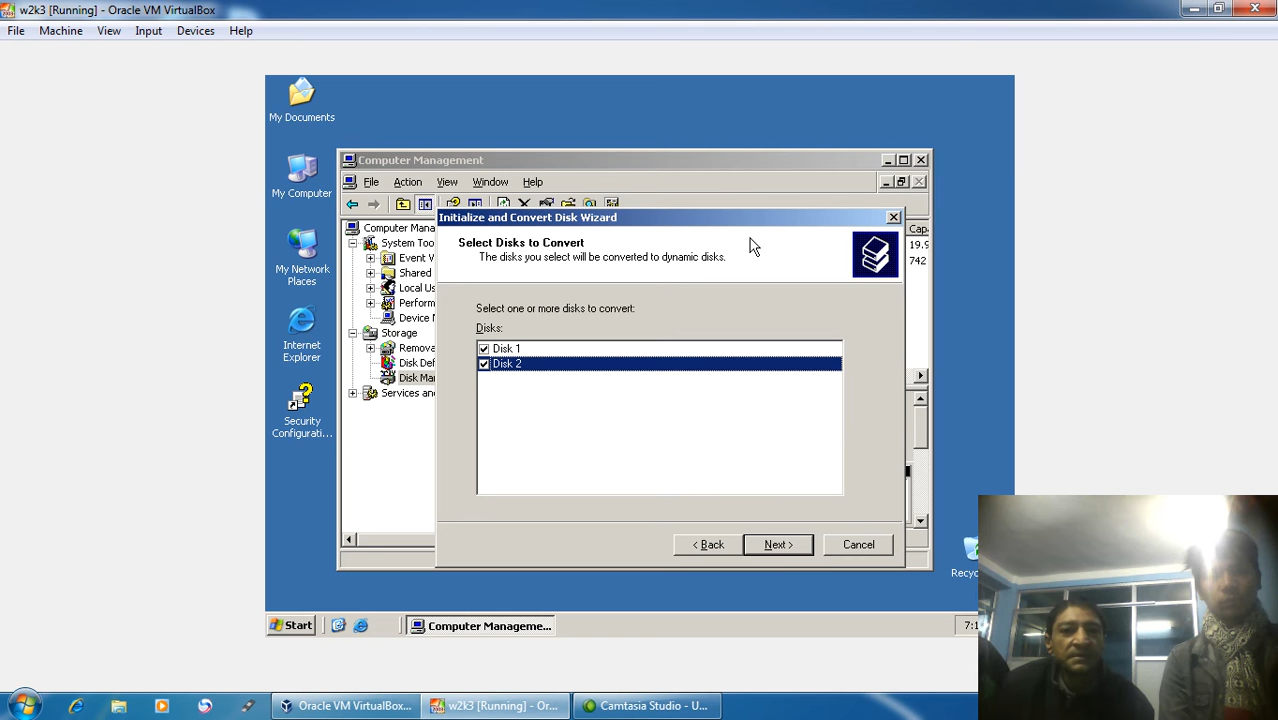 w2k3 [Running] - Oracle VM VirtualBox
File Machine View Input Devices Help
My Documents
My Computer
My Network
Places
Internet
Explorer
Security
Configurati...
Computer Management
File Action View Window Help
Computer Mana
System Too
Event V
Shared
Local Us
Perform
Device M
Storage
Remova
Disk Def
Disk Mar
Services and
Cap
19.9
742
Initialize and Convert Disk Wizard
Select Disks to Convert
The disks you select will be converted to dynamic disks.
Select one or more disks to convert:
Disks:
Disk 1
Disk 2
< Back Next > Cancel
Recyc
Start Computer Manageme... 7:1
Oracle VM VirtualBox... w2k3 [Running] - Or... Camtasia Studio - U...